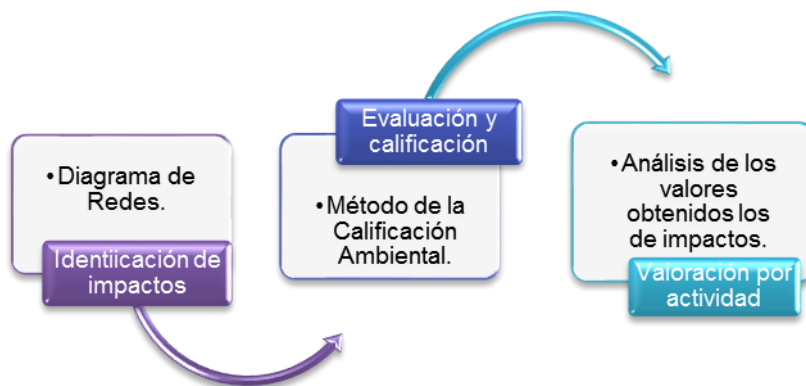 •Diagrama de
Redes.
Identiicación de
impactos
Evaluación y
calificación
•Método de la
Calificación
Ambiental.
•Análisis de los
valores
obtenidos los
de impactos.
Valoración por
actividad